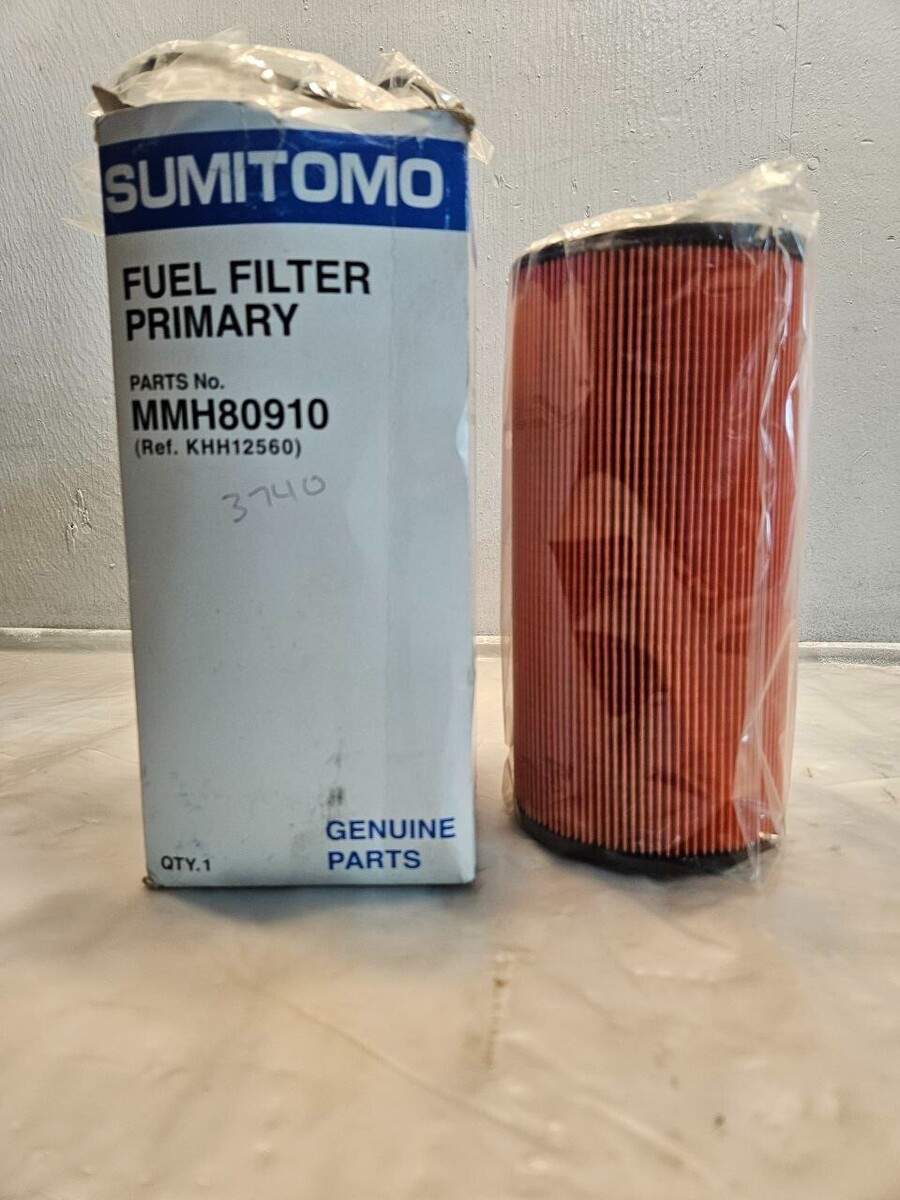 SUMITOMO
FUEL FILTER
PRIMARY
PARTS No.
MMH80910
(Ref. KHH12560)
3740
QTY.1
GENUINE
PARTS